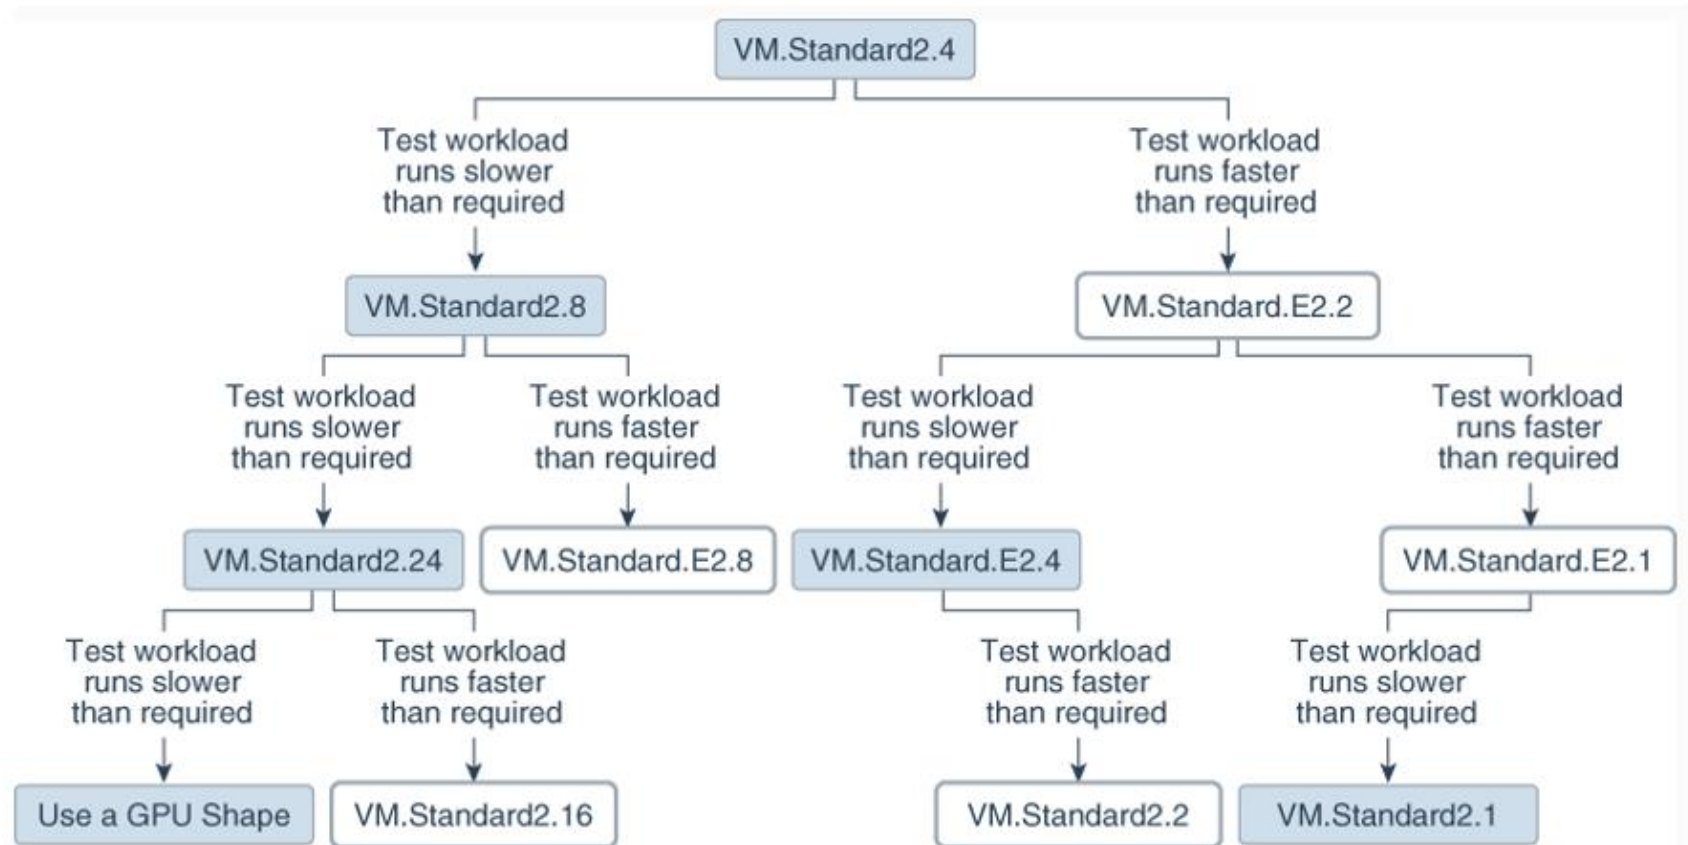 VM.Standard2.4
Test workload
runs slower
than required
Test workload
runs faster
than required
VM.Standard2.8
VM.Standard.E2.2
Test workload
runs slower
than required
Test workload
runs faster
than required
Test workload
runs slower
than required
Test workload
runs faster
than required
VM.Standard2.24
VM.Standard.E2.8
VM.Standard.E2.4
VM.Standard.E2.1
Test workload
runs slower
than required
Test workload
runs faster
than required
Test workload
runs faster
than required
Test workload
runs slower
than required
Use a GPU Shape
VM.Standard2.16
VM.Standard2.2
VM.Standard2.1